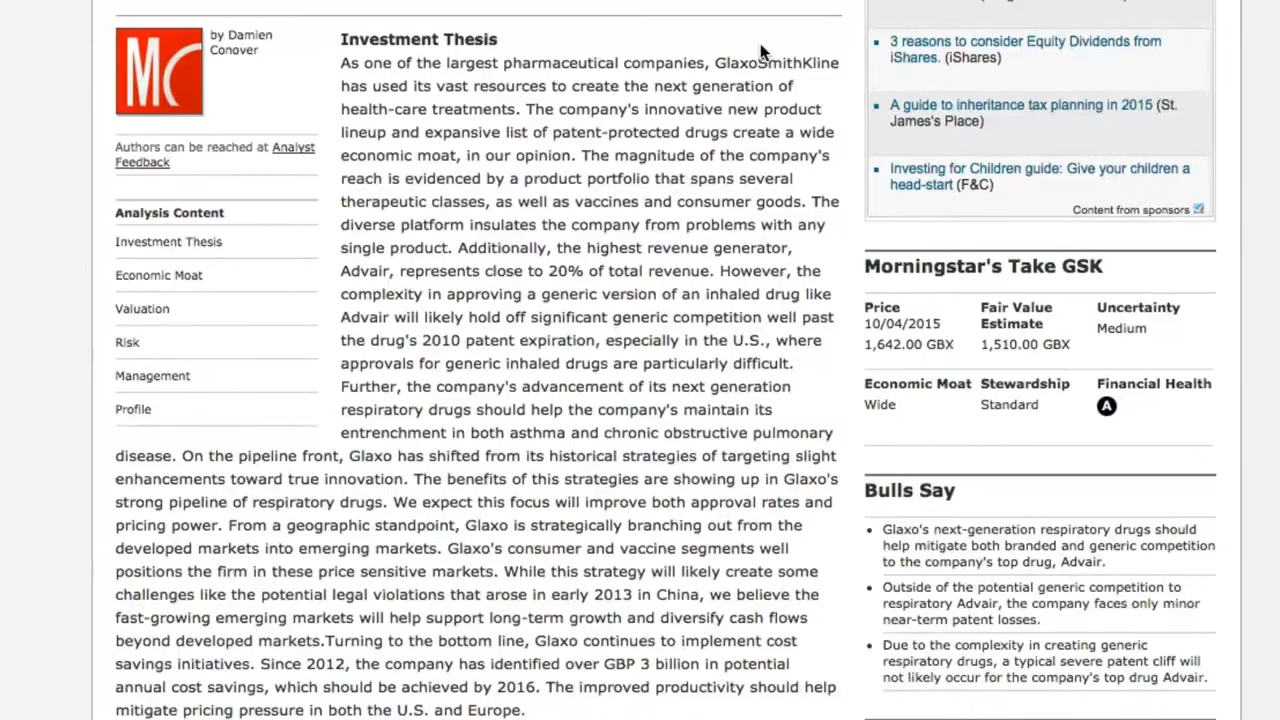 MC
by Damien
Conover
Authors can be reached at Analyst
Feedback
Analysis Content
Investment Thesis
Economic Moat
Valuation
Risk
Management
Profile
Investment Thesis
As one of the largest pharmaceutical companies, GlaxoSmithKline
has used its vast resources to create the next generation of
health-care treatments. The company's innovative new product
lineup and expansive list of patent-protected drugs create a wide
economic moat, in our opinion. The magnitude of the company's
reach is evidenced by a product portfolio that spans several
therapeutic classes, as well as vaccines and consumer goods. The
diverse platform insulates the company from problems with any
single product. Additionally, the highest revenue generator,
Advair, represents close to 20% of total revenue. However, the
complexity in approving a generic version of an inhaled drug like
Advair will likely hold off significant generic competition well past
the drug's 2010 patent expiration, especially in the U.S., where
approvals for generic inhaled drugs are particularly difficult.
Further, the company's advancement of its next generation
respiratory drugs should help the company's maintain its
entrenchment in both asthma and chronic obstructive pulmonary
disease. On the pipeline front, Glaxo has shifted from its historical strategies of targeting slight
enhancements toward true innovation. The benefits of this strategies are showing up in Glaxo's
strong pipeline of respiratory drugs. We expect this focus will improve both approval rates and
pricing power. From a geographic standpoint, Glaxo is strategically branching out from the
developed markets into emerging markets. Glaxo's consumer and vaccine segments well
positions the firm in these price sensitive markets. While this strategy will likely create some
challenges like the potential legal violations that arose in early 2013 in China, we believe the
fast-growing emerging markets will help support long-term growth and diversify cash flows
beyond developed markets.Turning to the bottom line, Glaxo continues to implement cost
savings initiatives. Since 2012, the company has identified over GBP 3 billion in potential
annual cost savings, which should be achieved by 2016. The improved productivity should help
mitigate pricing pressure in both the U.S. and Europe.
3 reasons to consider Equity Dividends from
iShares. (iShares)
A guide to inheritance tax planning in 2015 (St.
James's Place)
Investing for Children guide: Give your children a
head-start (F&C)
Content from sponsors
Morningstar's Take GSK
Price
10/04/2015
1,642.00 GBX
Fair Value
Estimate
1,510.00 GBX
Uncertainty
Medium
Economic Moat
Wide
Stewardship
Standard
Financial Health
A
Bulls Say
Glaxo's next-generation respiratory drugs should
help mitigate both branded and generic competition
to the company's top drug, Advair.
Outside of the potential generic competition to
respiratory Advair, the company faces only minor
near-term patent losses.
Due to the complexity in creating generic
respiratory drugs, a typical severe patent cliff will
not likely occur for the company's top drug Advair.